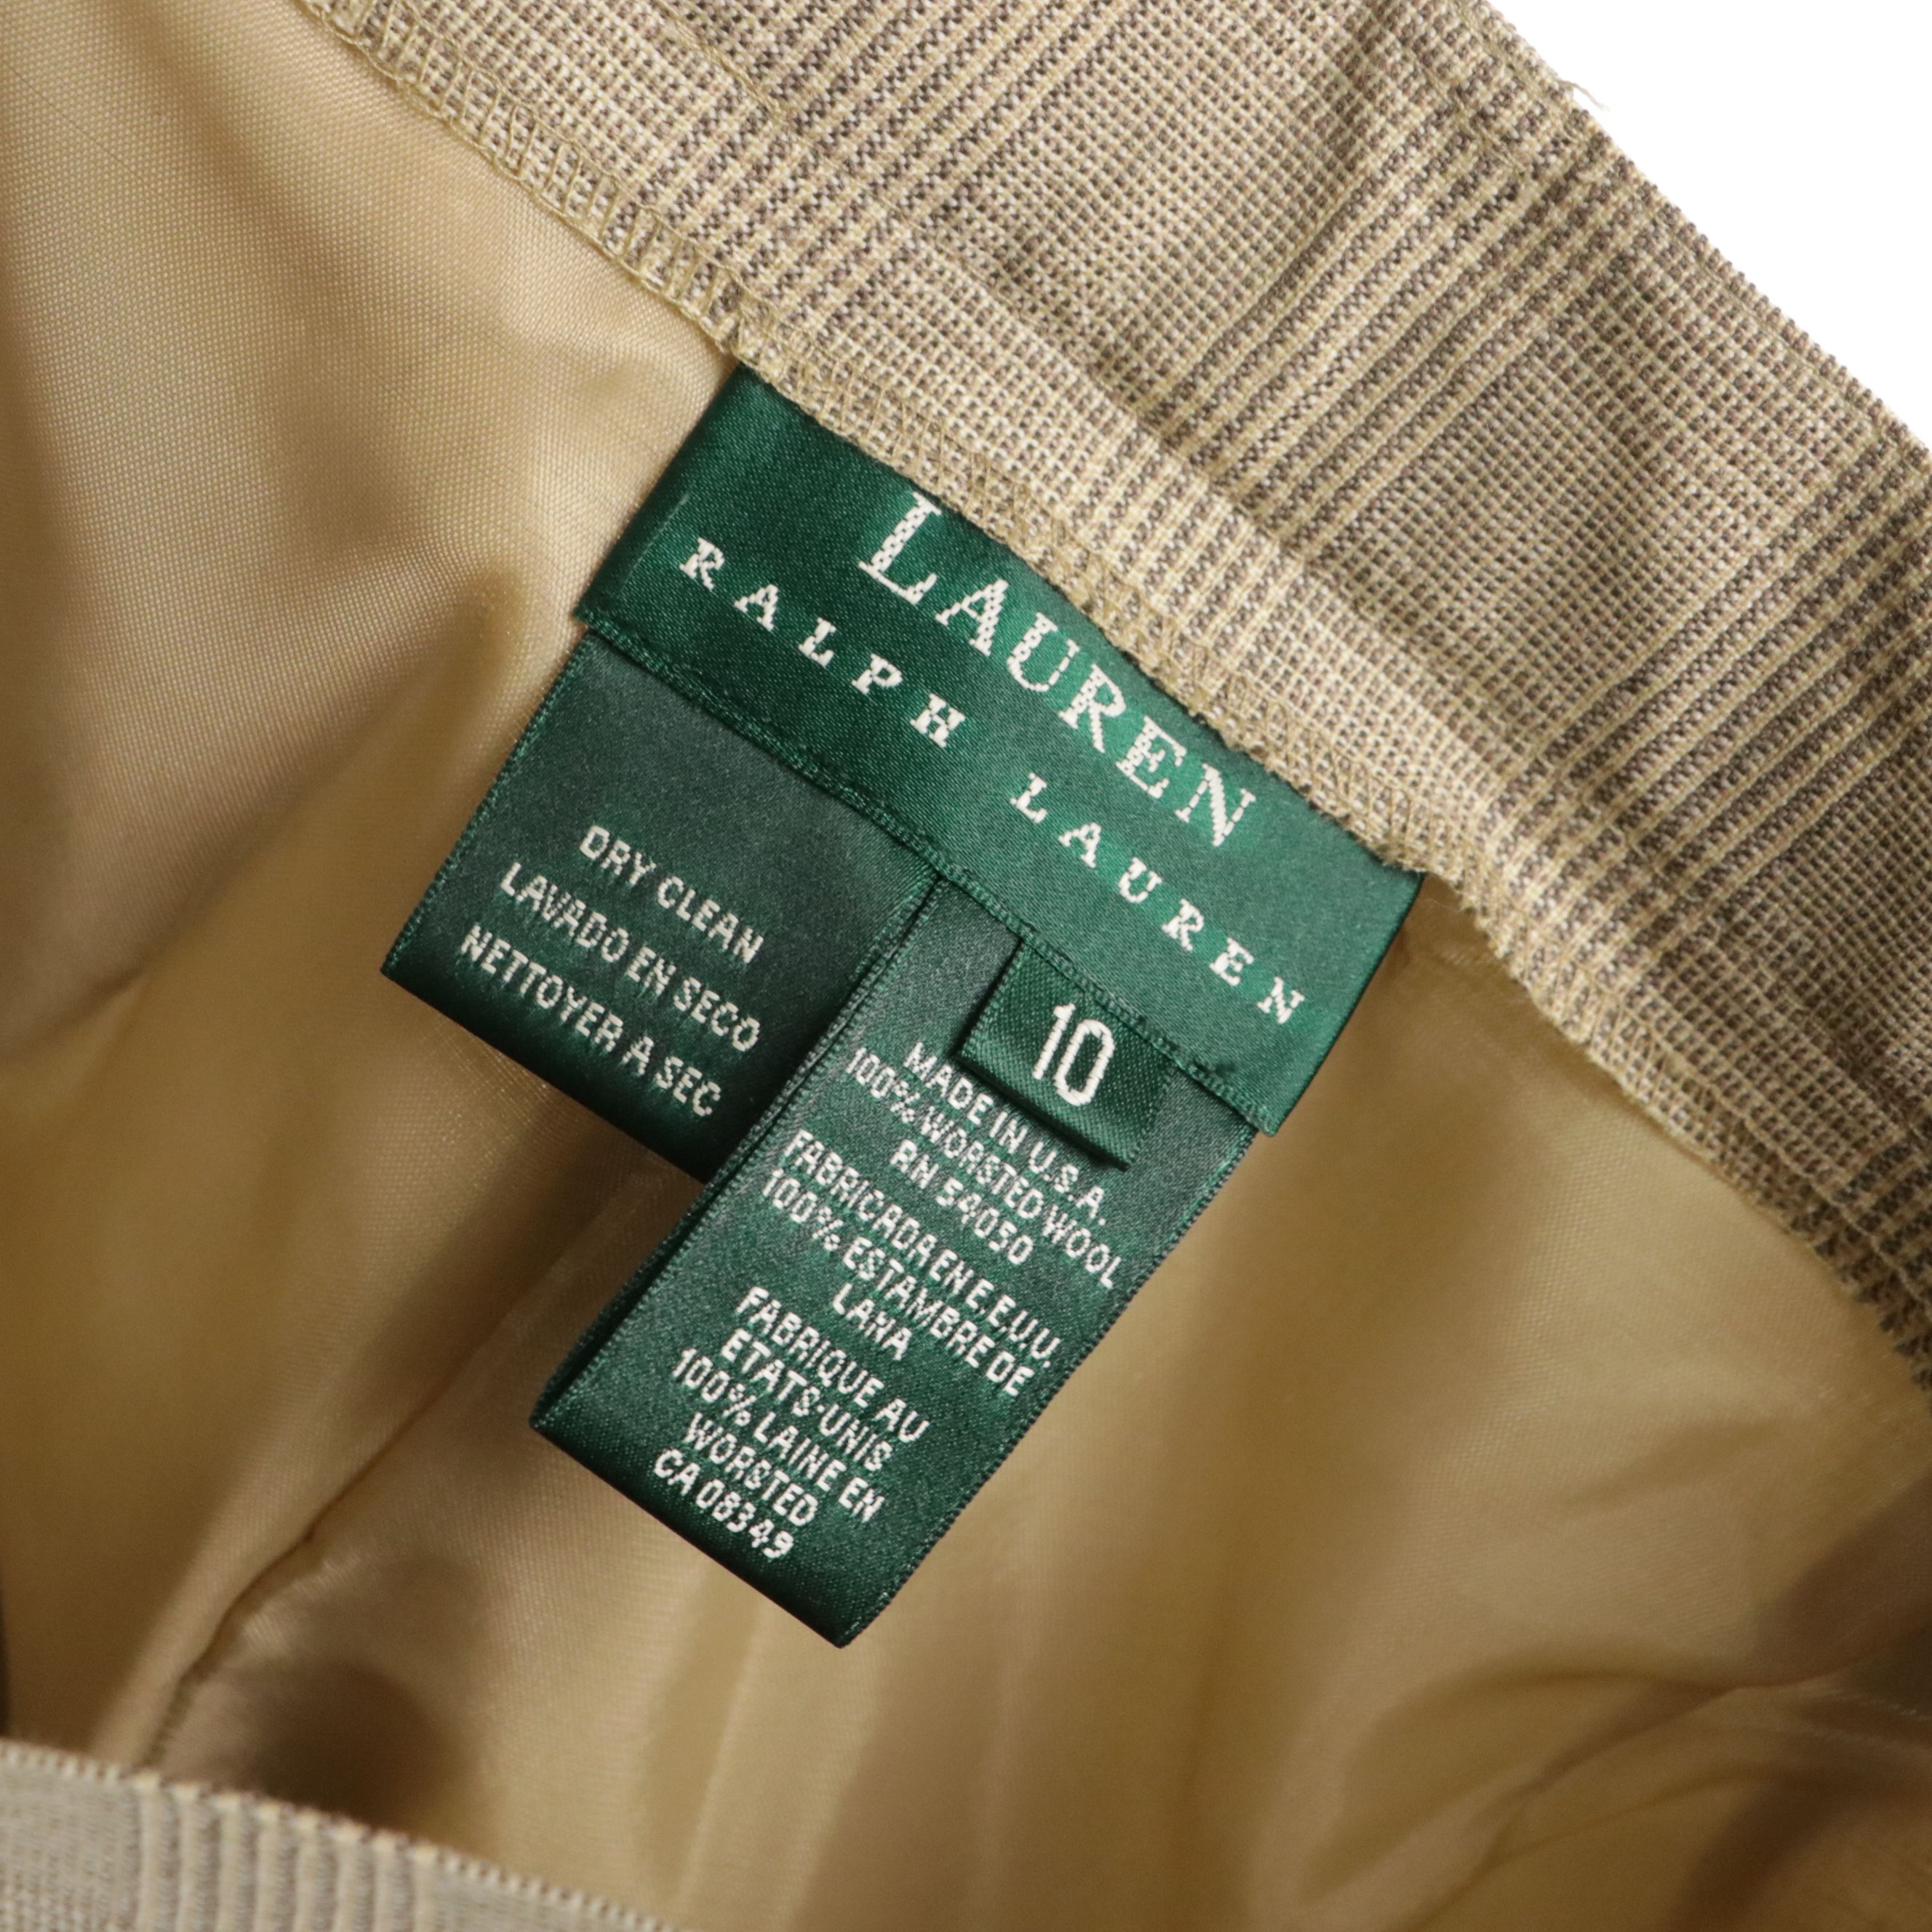 LAUREN
RALPH LAUREN
10
DRY CLEAN
LAVADO EN SECO
NETTOYER A SEC
MADE IN U.S.A.
100% WORSTED WOOL
RN 54050
FABRICADA EN E.E.U.U.
100% ESTAMBRE DE
LANA
FABRIQUE AU
ETATS-UNIS
100% LAINE EN
WORSTED
CA 08349